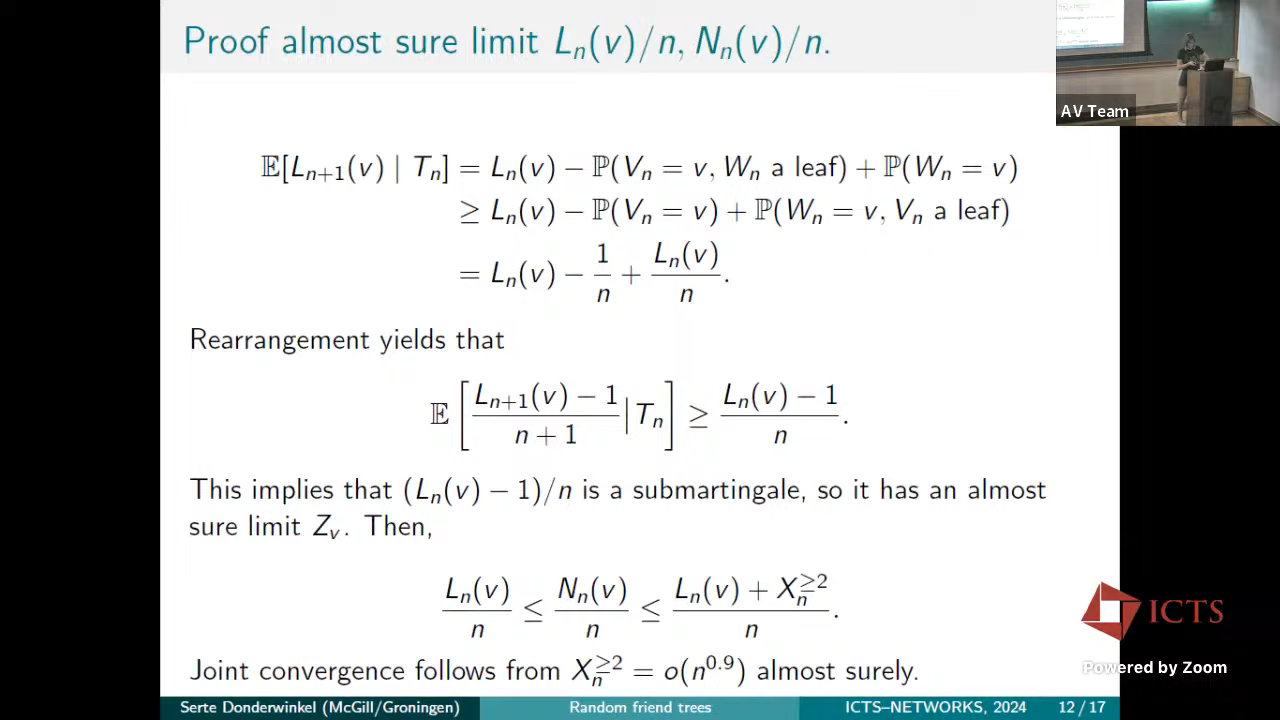 Proof almost sure limit Lₙ(v)/n, Nₙ(v)/n.
AV Team
𝔼[Lₙ₊₁(v) | Tₙ] = Lₙ(v) − ℙ(Vₙ = v, Wₙ a leaf) + ℙ(Wₙ = v)
≥ Lₙ(v) − ℙ(Vₙ = v) + ℙ(Wₙ = v, Vₙ a leaf)
= Lₙ(v) − 1/n + Lₙ(v)/n.
Rearrangement yields that
𝔼[(Lₙ₊₁(v) − 1)/(n + 1) | Tₙ] ≥ (Lₙ(v) − 1)/n.
This implies that (Lₙ(v) − 1)/n is a submartingale, so it has an almost
sure limit Zᵥ. Then,
Lₙ(v)/n ≤ Nₙ(v)/n ≤ (Lₙ(v) + Xₙ^{≥2})/n.
ICTS
Powered by Zoom
Joint convergence follows from Xₙ^{≥2} = o(n^{0.9}) almost surely.
Serte Donderwinkel (McGill/Groningen) Random friend trees ICTS–NETWORKS, 2024 12 / 17